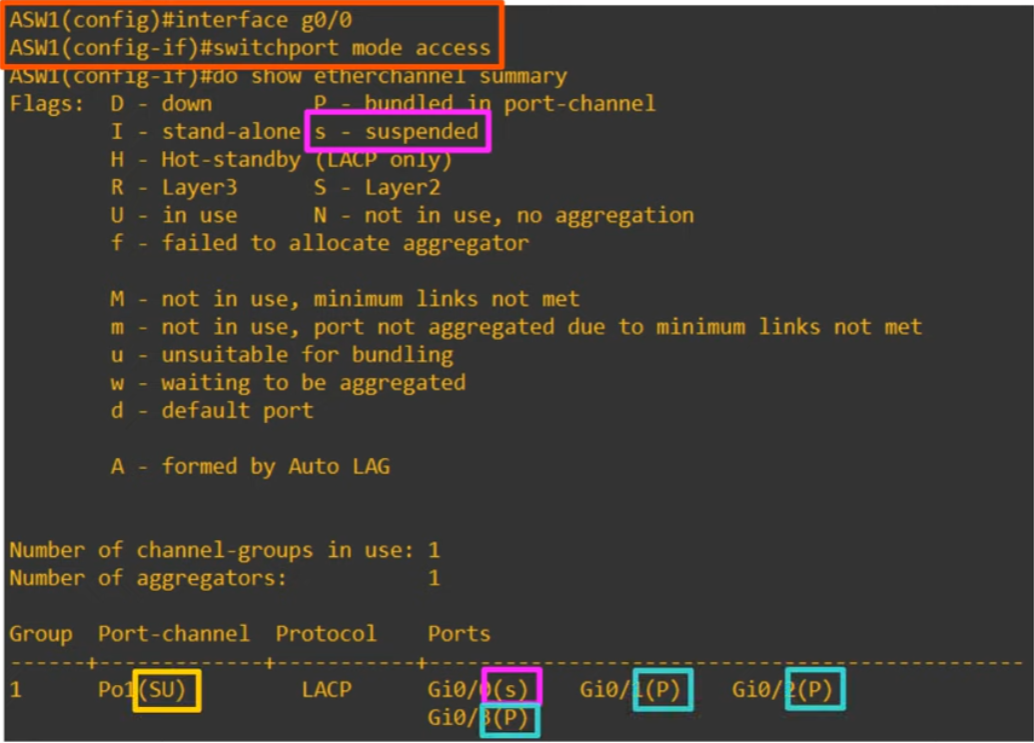 ASW1(config)#interface g0/0
ASW1(config-if)#switchport mode access
ASW1(config-if)#do show etherchannel summary
Flags:  D - down        P - bundled in port-channel
        I - stand-alone s - suspended
        H - Hot-standby (LACP only)
        R - Layer3      S - Layer2
        U - in use      N - not in use, no aggregation
        f - failed to allocate aggregator
        M - not in use, minimum links not met
        m - not in use, port not aggregated due to minimum links not met
        u - unsuitable for bundling
        w - waiting to be aggregated
        d - default port
        A - formed by Auto LAG
Number of channel-groups in use: 1
Number of aggregators:           1
Group  Port-channel  Protocol    Ports
------+-------------+-----------+-----------------------------------------------
1      Po1(SU)         LACP      Gi0/0(s)    Gi0/1(P)    Gi0/2(P)
                                 Gi0/3(P)